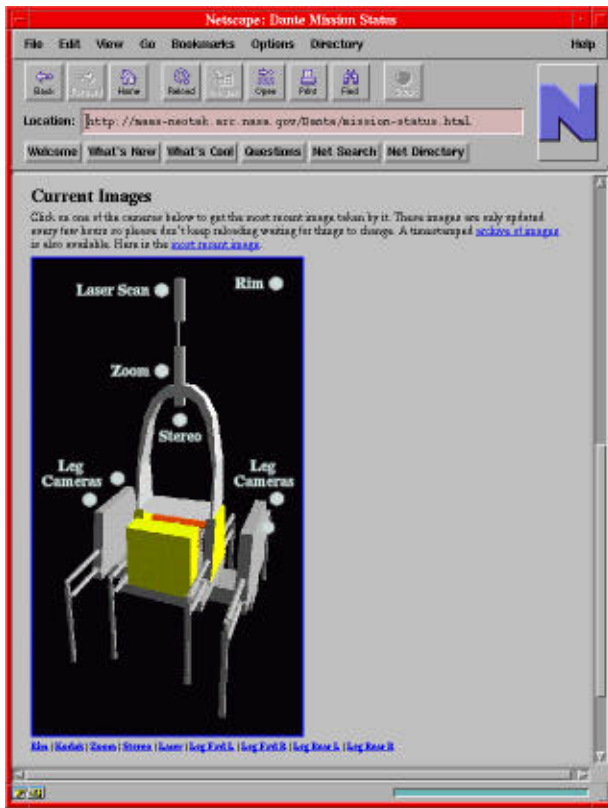 Netscape: Dante Mission Status
File Edit View Go Bookmarks Options Directory Help
Back Home Reload Open Print Find
Location: http://maas-neotek.arc.nasa.gov/Dante/mission-status.html
Welcome What's New What's Cool Questions Net Search Net Directory
N
Current Images
Click on one of the cameras below to get the most recent image taken by it. These images are only updated
every few hours so please don't keep reloading waiting for things to change. A timestamped archive of images
is also available. Here is the most recent image.
Laser Scan Rim
Zoom
Stereo
Leg Leg
Cameras Cameras
Rim | Kodak | Zoom | Stereo | Laser | Leg Frnt L | Leg Frnt R | Leg Rear L | Leg Rear R